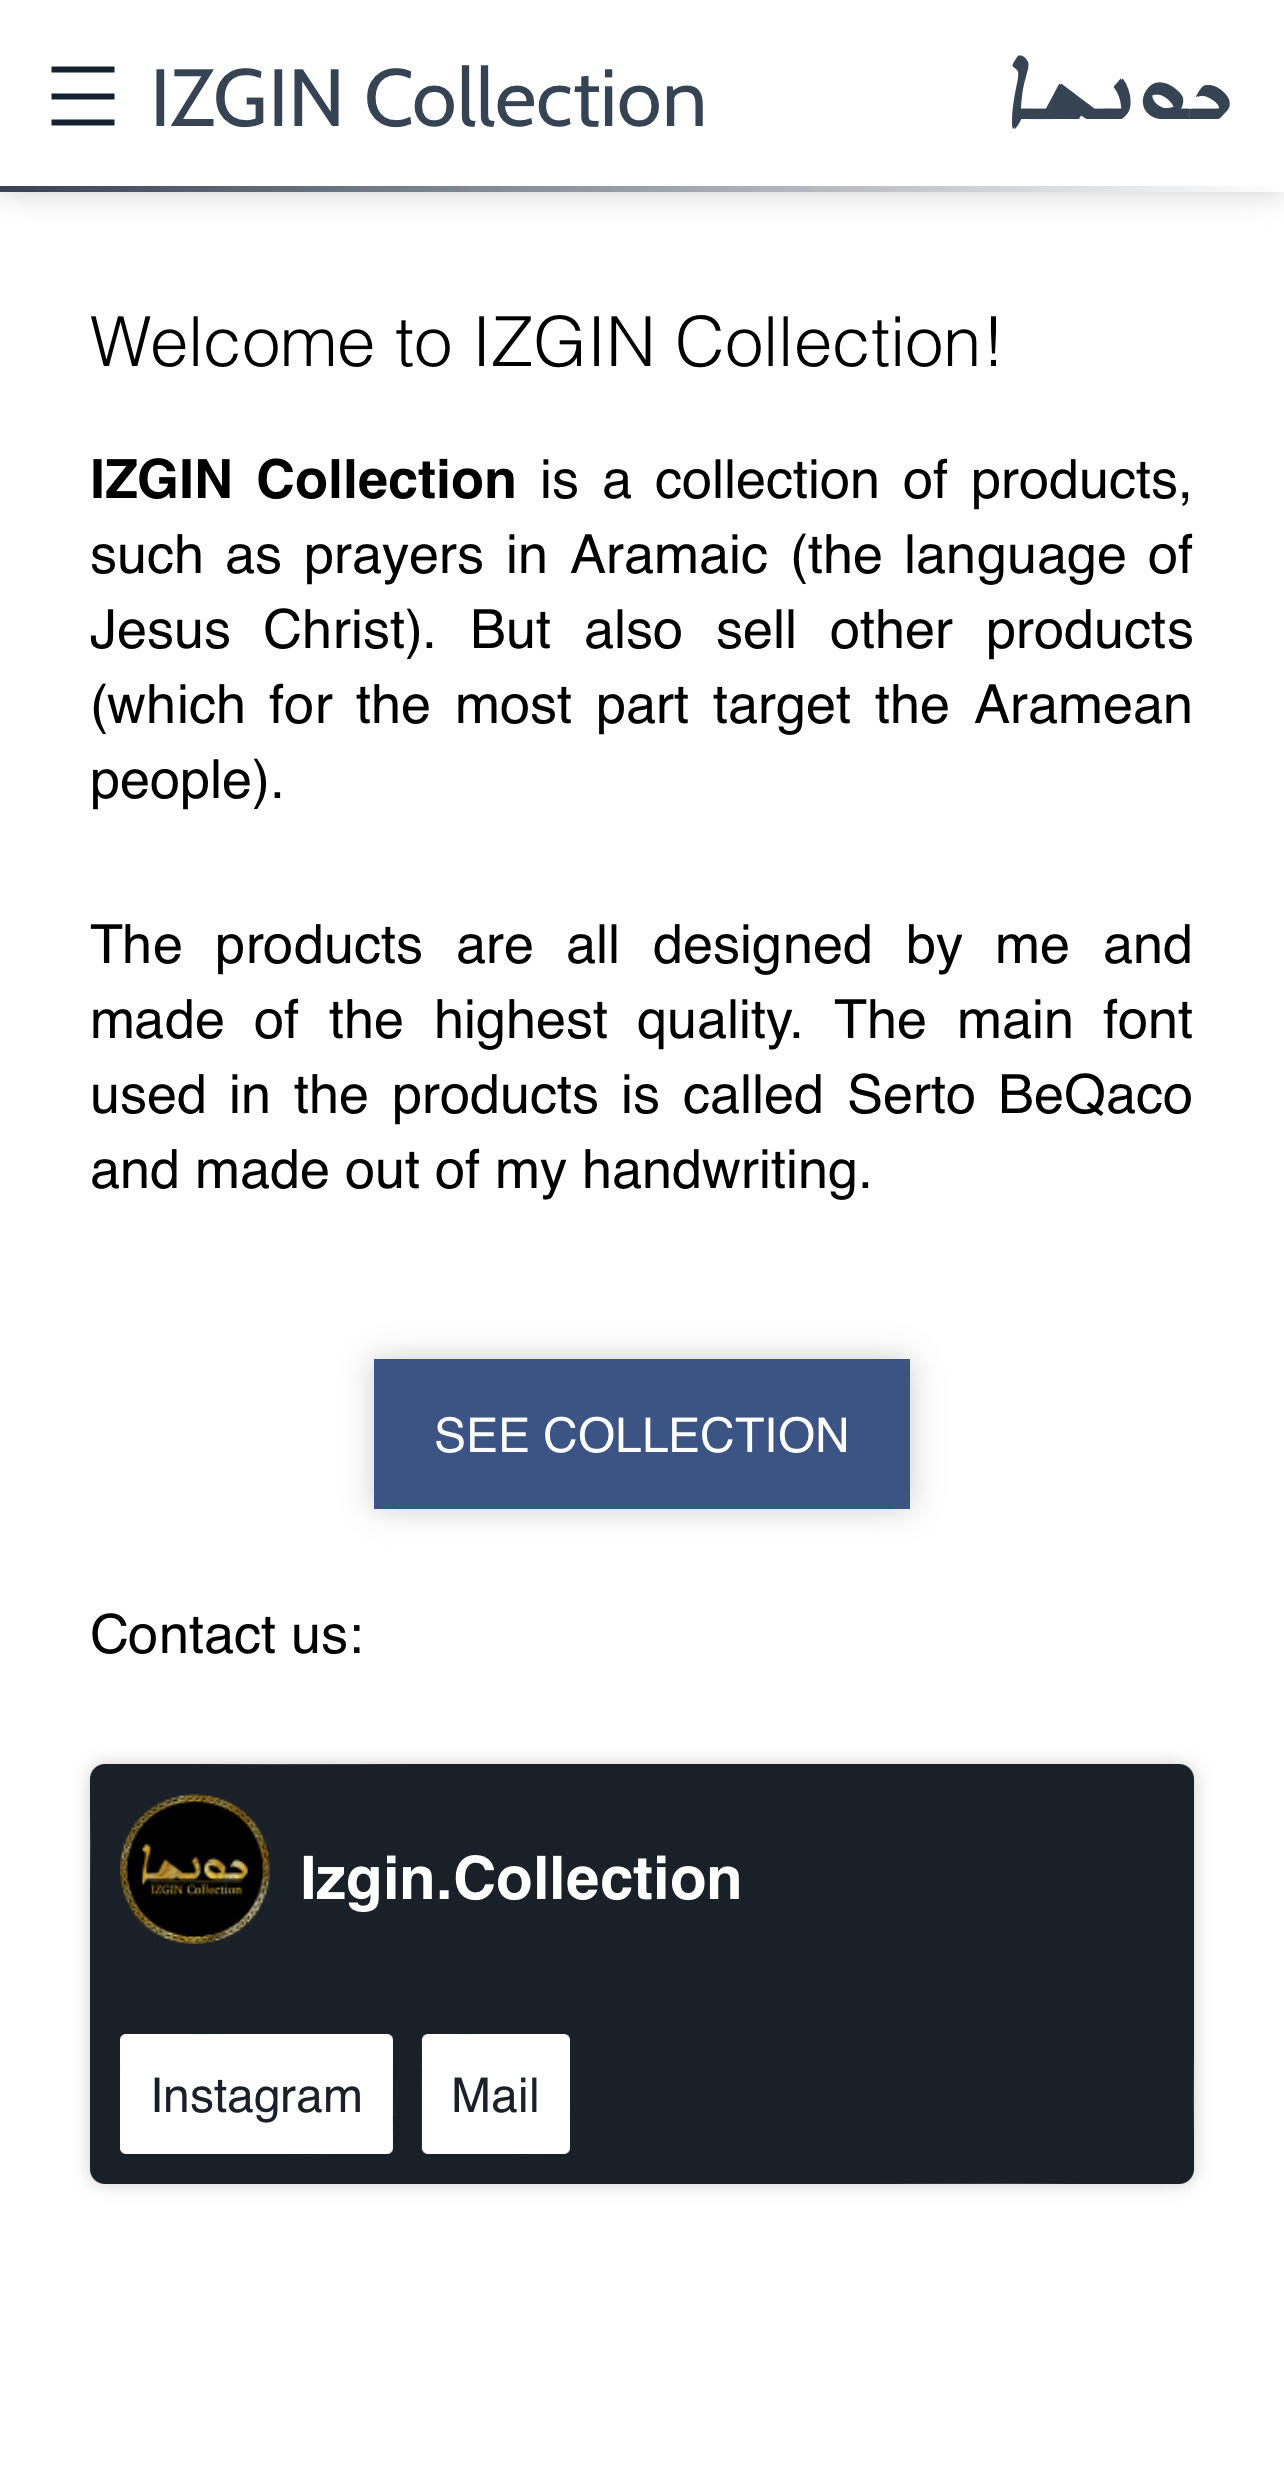 IZGIN Collection
ܟܘܢܫܐ
Welcome to IZGIN Collection!
IZGIN Collection is a collection of products,
such as prayers in Aramaic (the language of
Jesus Christ). But also sell other products
(which for the most part target the Aramean
people).
The products are all designed by me and
made of the highest quality. The main font
used in the products is called Serto BeQaco
and made out of my handwriting.
SEE COLLECTION
Contact us:
ܟܘܢܫܐ
IZGIN Collection
Izgin.Collection
Instagram
Mail